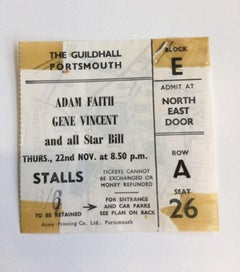 THE GUILDHALL
PORTSMOUTH
ADAM FAITH
GENE VINCENT
and all Star Bill
THURS., 22nd NOV. at 8.50 p.m.
STALLS
TICKETS CANNOT
BE EXCHANGED OR
MONEY REFUNDED
TO BE RETAINED
FOR ENTRANCE
AND CAR PARKS
SEE PLAN ON BACK
Acme Printing Co. Ltd., Portsmouth
BLOCK
E
ADMIT AT
NORTH
EAST
DOOR
ROW
A
SEAT
26